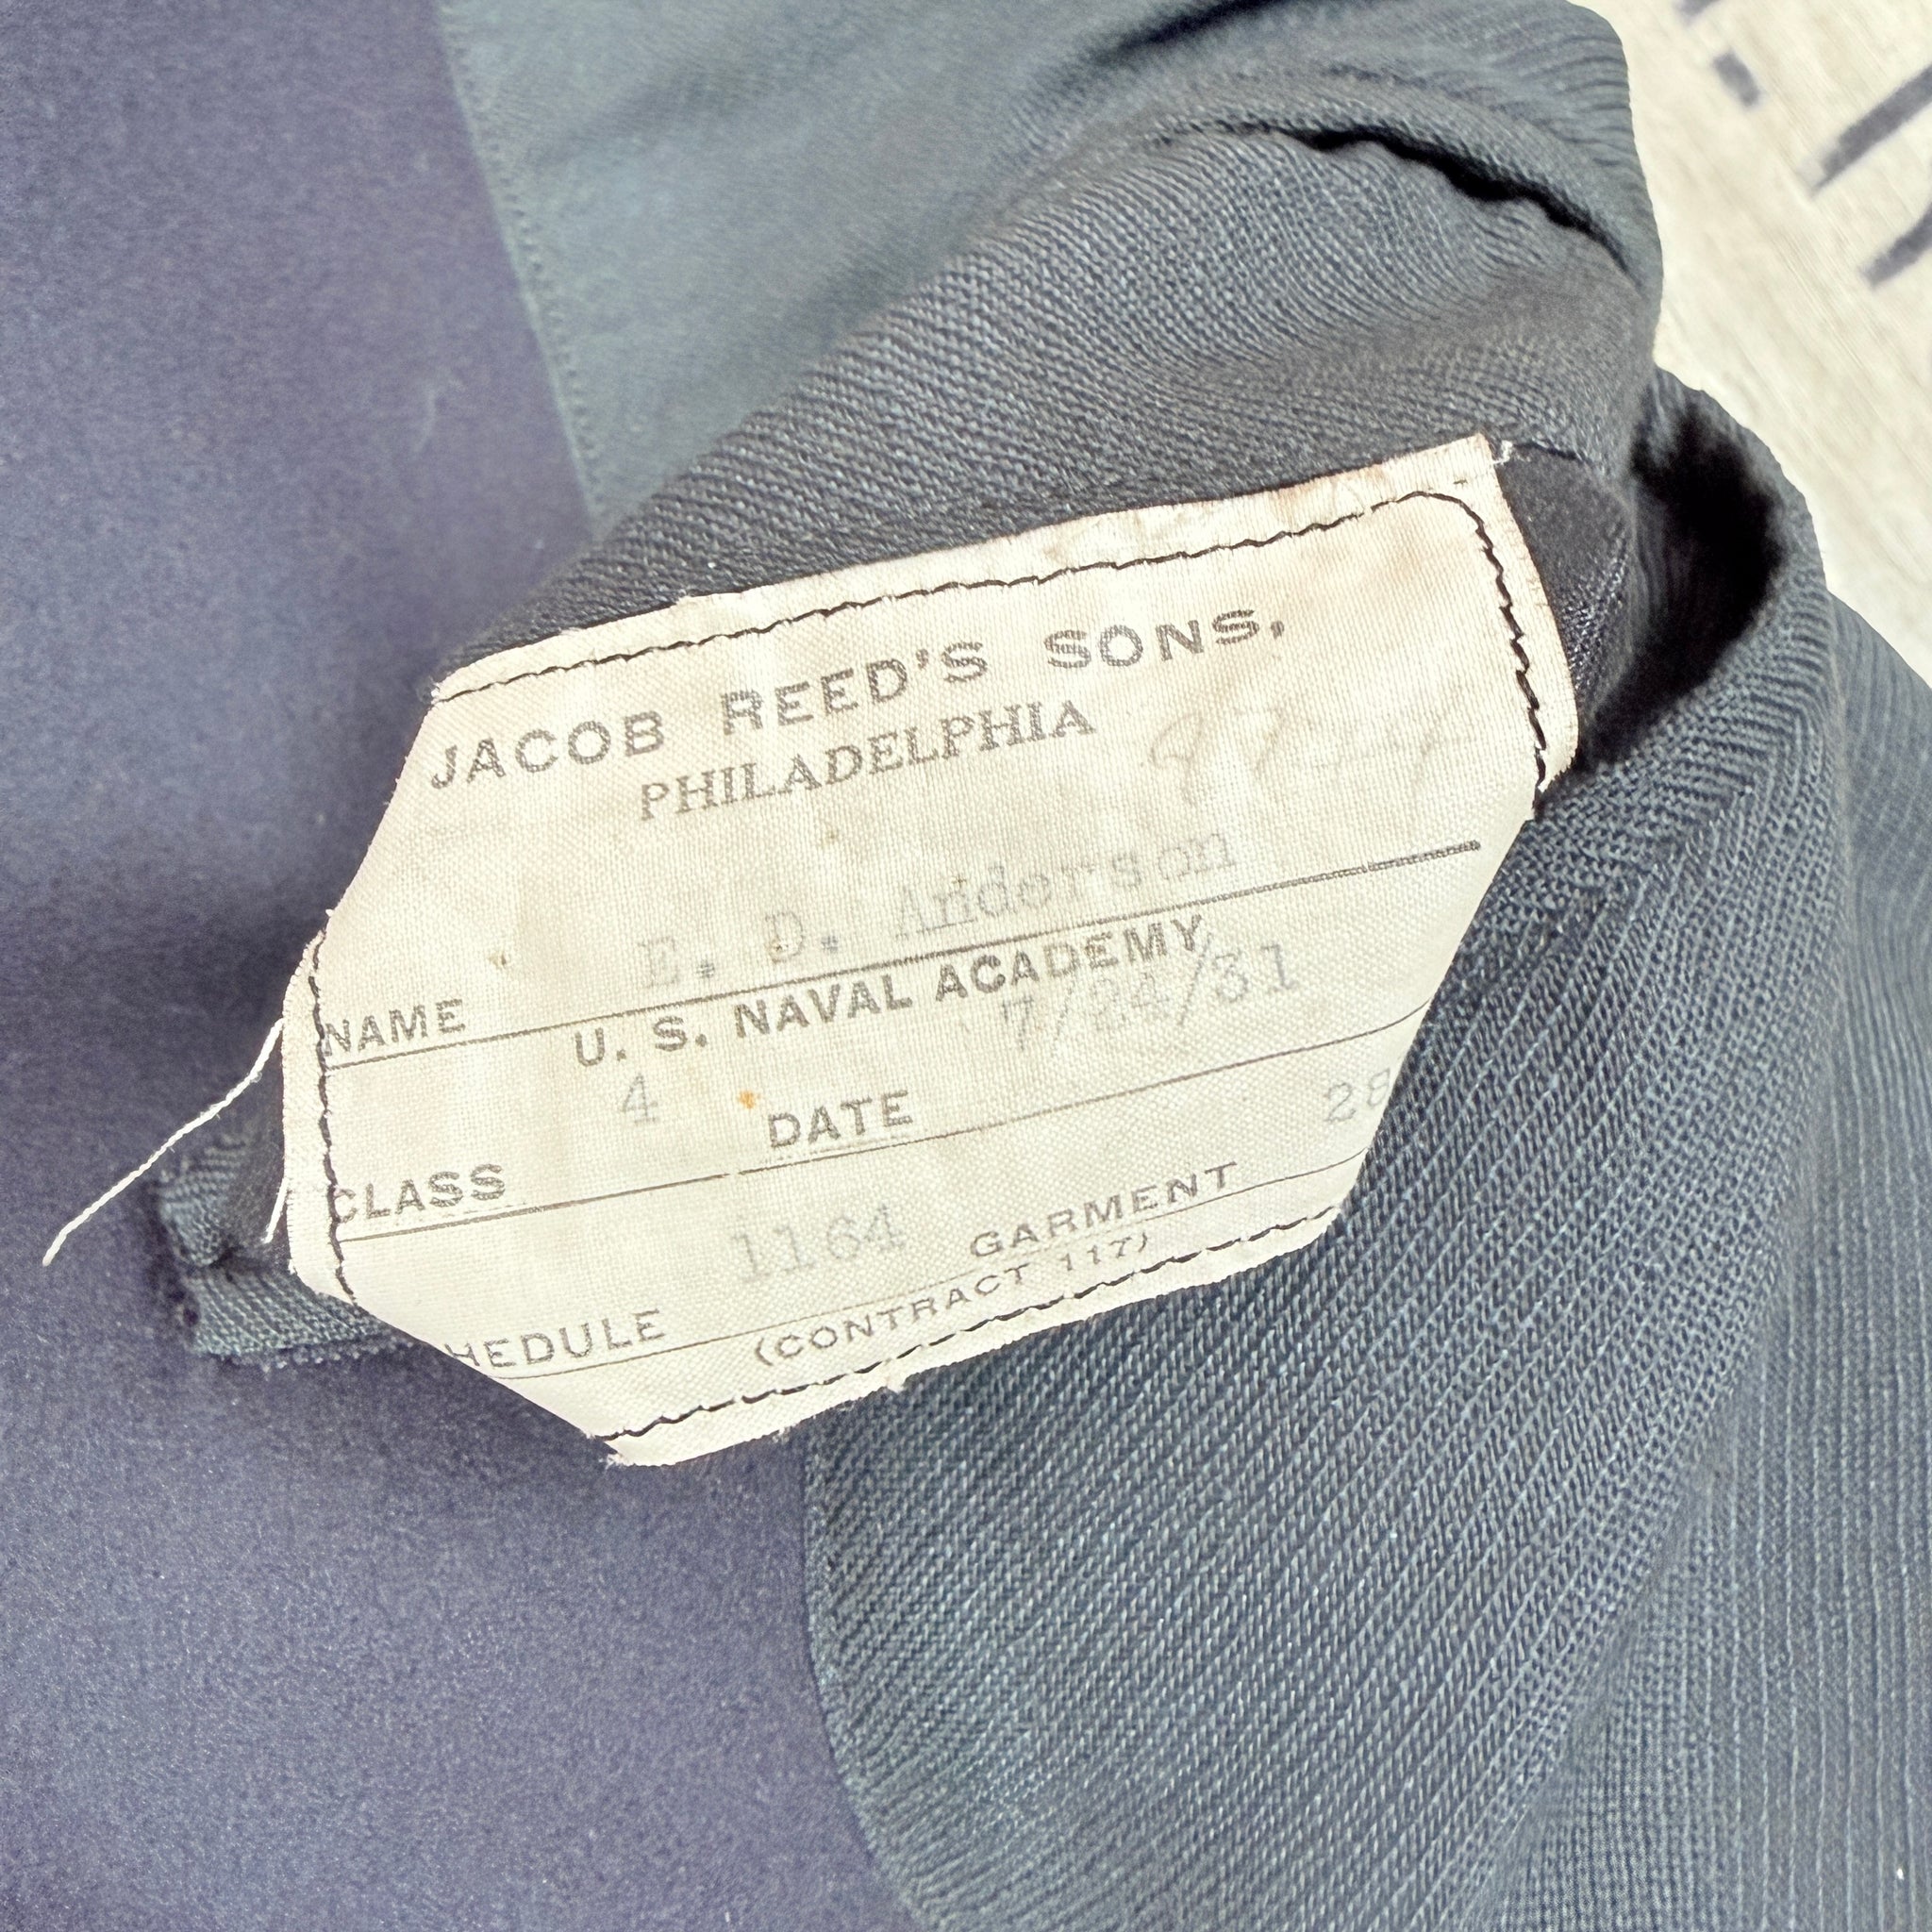 JACOB REED'S SONS,
PHILADELPHIA
NAME E. D. Anderson
U. S. NAVAL ACADEMY
CLASS 4 DATE 7/24/31
HEDULE 1164 GARMENT 28
(CONTRACT 117)